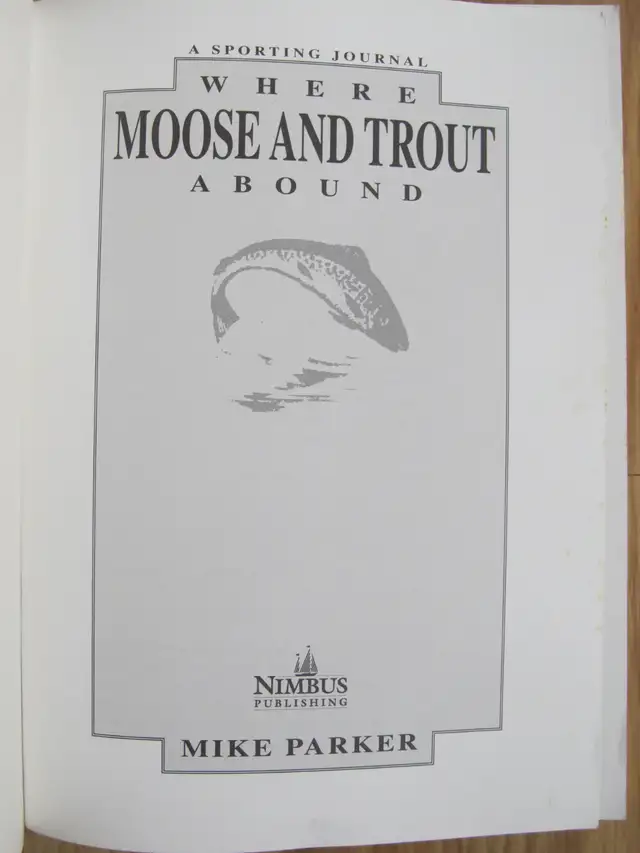 A SPORTING JOURNAL
WHERE
MOOSE AND TROUT
ABOUND
NIMBUS
PUBLISHING
MIKE PARKER